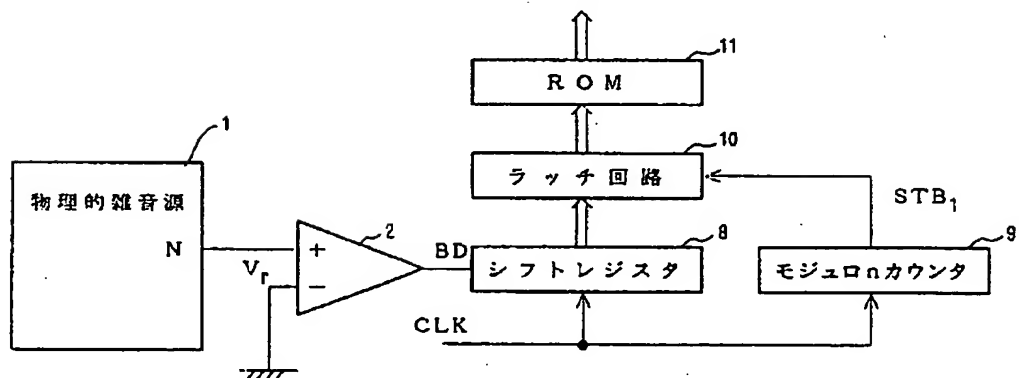 11
ROM
1
10
物理的雑音源
ラッチ回路
STB₁
N
2
BD
8
9
Vr
+
−
シフトレジスタ
モジュロnカウンタ
CLK